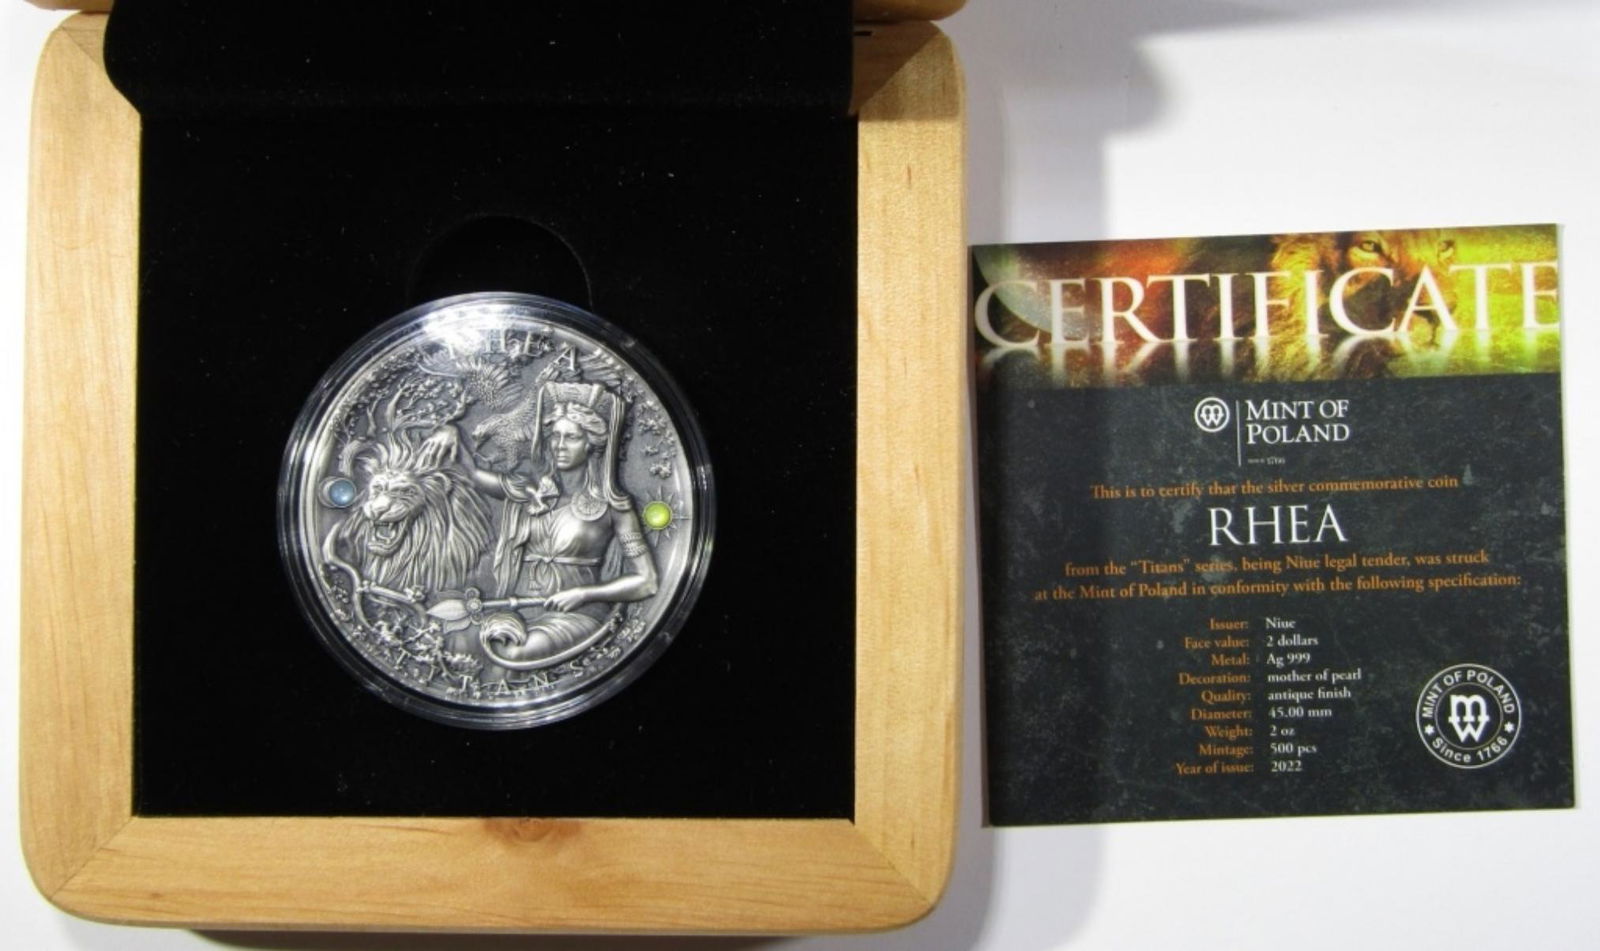 RHEA
TITANS
CERTIFICATE
MINT OF
POLAND
since 1766
This is to certify that the silver commemorative coin
RHEA
from the "Titans" series, being Niue legal tender, was struck
at the Mint of Poland in conformity with the following specification:
Issuer: Niue
Face value: 2 dollars
Metal: Ag 999
Decoration: mother of pearl
Quality: antique finish
Diameter: 45.00 mm
Weight: 2 oz
Mintage: 500 pcs
Year of issue: 2022
MINT OF POLAND
Since 1766